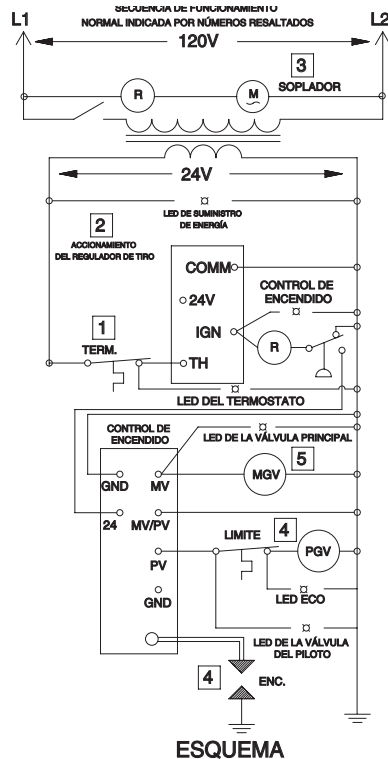 SECUENCIA DE FUNCIONAMIENTO
NORMAL INDICADA POR NÚMEROS RESALTADOS
L1
L2
120V
3
R
M
SOPLADOR
24V
LED DE SUMINISTRO
DE ENERGÍA
2
ACCIONAMIENTO
DEL REGULADOR DE TIRO
COMM
24V
CONTROL DE
ENCENDIDO
IGN
1
TERM.
R
TH
LED DEL TERMOSTATO
CONTROL DE
ENCENDIDO
LED DE LA VÁLVULA PRINCIPAL
5
GND
MV
MGV
24
MV/PV
LIMITE
4
PV
PGV
GND
LED ECO
LED DE LA VÁLVULA
DEL PILOTO
4
ENC.
ESQUEMA